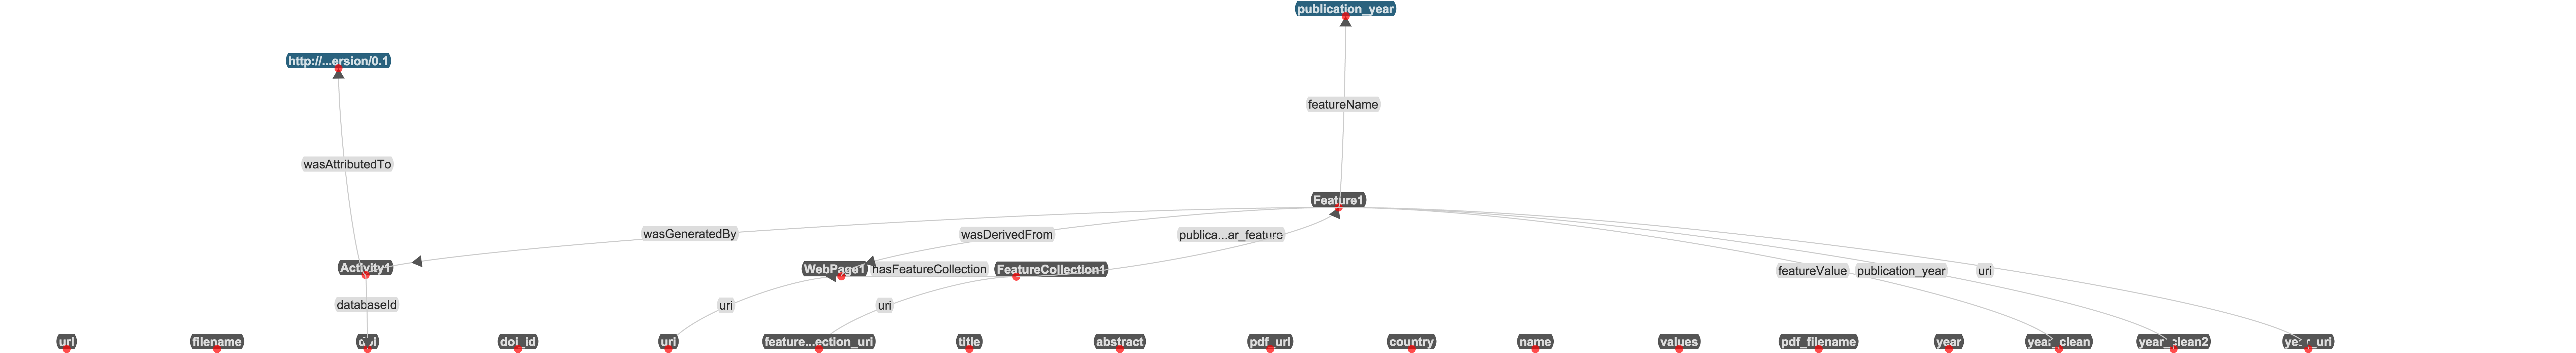 publication_year
http://...ersion/0.1
featureName
wasAttributedTo
Feature1
wasGeneratedBy
wasDerivedFrom
publica...ar_feature
Activity1
WebPage1
hasFeatureCollection
FeatureCollection1
featureValue
publication_year
uri
databaseId
uri
uri
url
filename
doi
doi_id
uri
feature...ection_uri
title
abstract
pdf_url
country
name
values
pdf_filename
year
year_clean
year_clean2
year_uri